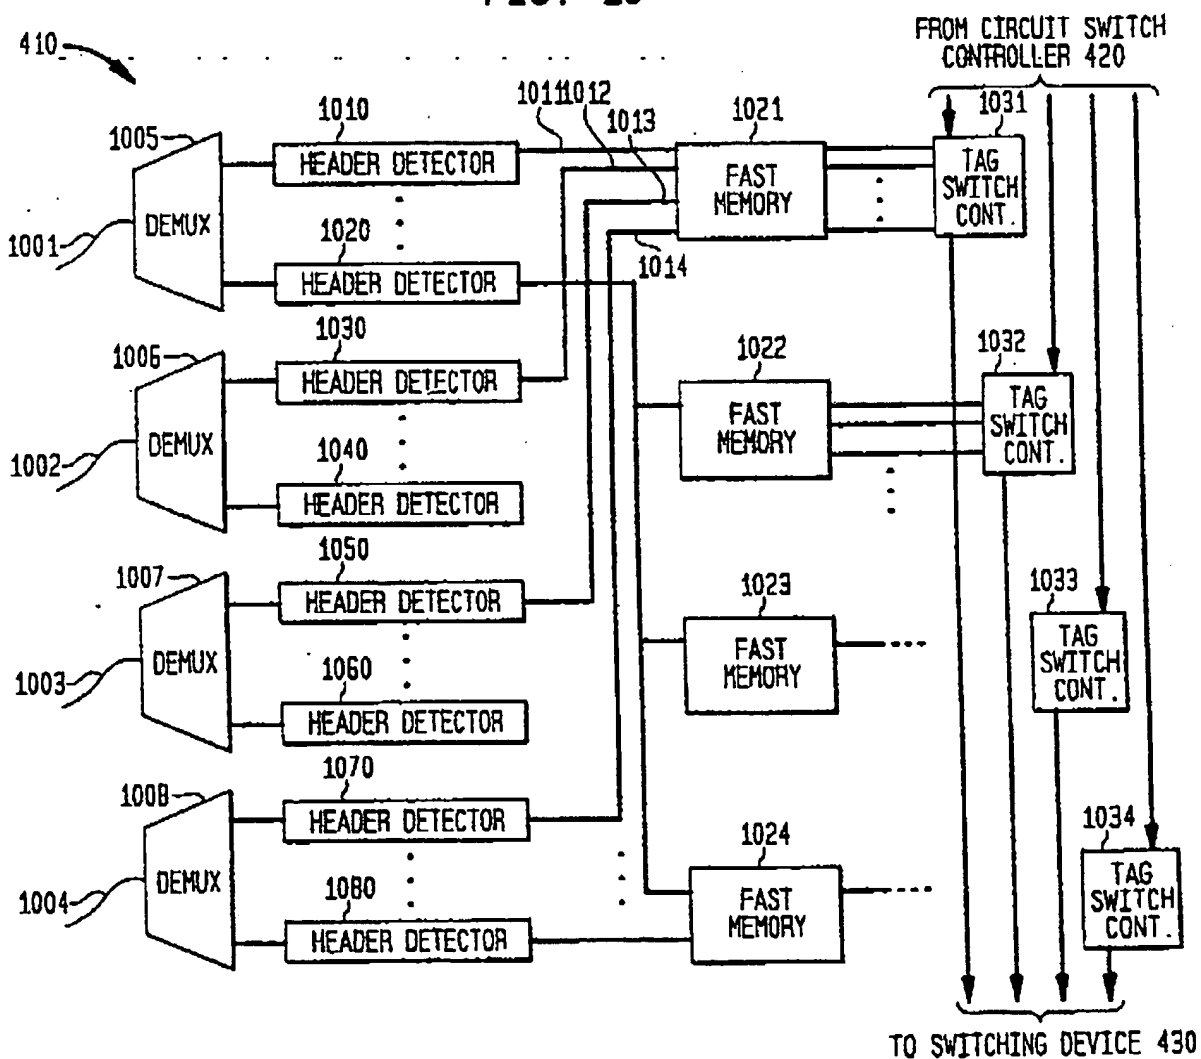 410
FROM CIRCUIT SWITCH
CONTROLLER 420
1005
1010
HEADER DETECTOR
1011
1012
1013
1021
1031
DEMUX
FAST
MEMORY
TAG
SWITCH
CONT.
1001
1020
HEADER DETECTOR
1014
1006
1030
HEADER DETECTOR
1022
1032
DEMUX
FAST
MEMORY
TAG
SWITCH
CONT.
1002
1040
HEADER DETECTOR
1007
1050
HEADER DETECTOR
1023
1033
DEMUX
FAST
MEMORY
TAG
SWITCH
CONT.
1003
1060
HEADER DETECTOR
1008
1070
HEADER DETECTOR
1024
1034
DEMUX
FAST
MEMORY
TAG
SWITCH
CONT.
1004
1080
HEADER DETECTOR
TO SWITCHING DEVICE 430